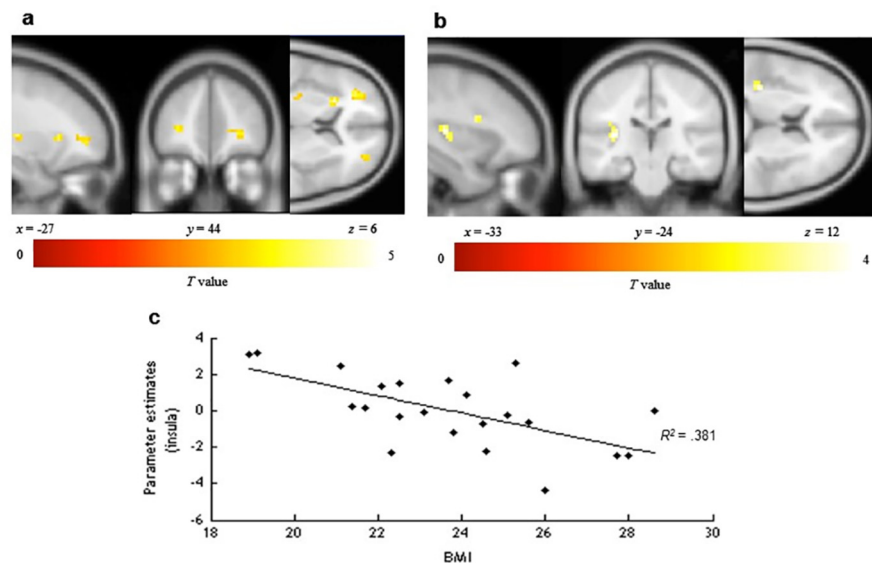 a
x = -27 y = 44 z = 6
0 5
T value
b
x = -33 y = -24 z = 12
0 4
T value
c
Parameter estimates
(insula)
4
2
0
-2
-4
-6
R² = .381
18 20 22 24 26 28 30
BMI